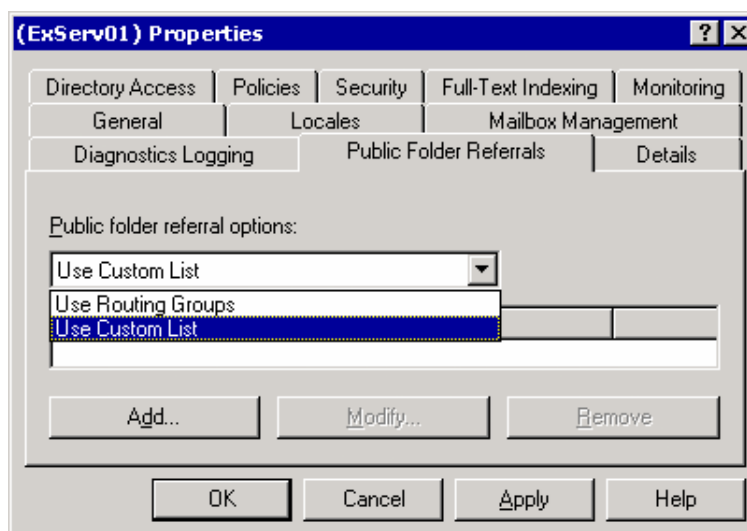 (ExServ01) Properties
Directory Access Policies Security Full-Text Indexing Monitoring
General Locales Mailbox Management
Diagnostics Logging Public Folder Referrals Details
Public folder referral options:
Use Custom List
Use Routing Groups
Use Custom List
Add... Modify... Remove
OK Cancel Apply Help